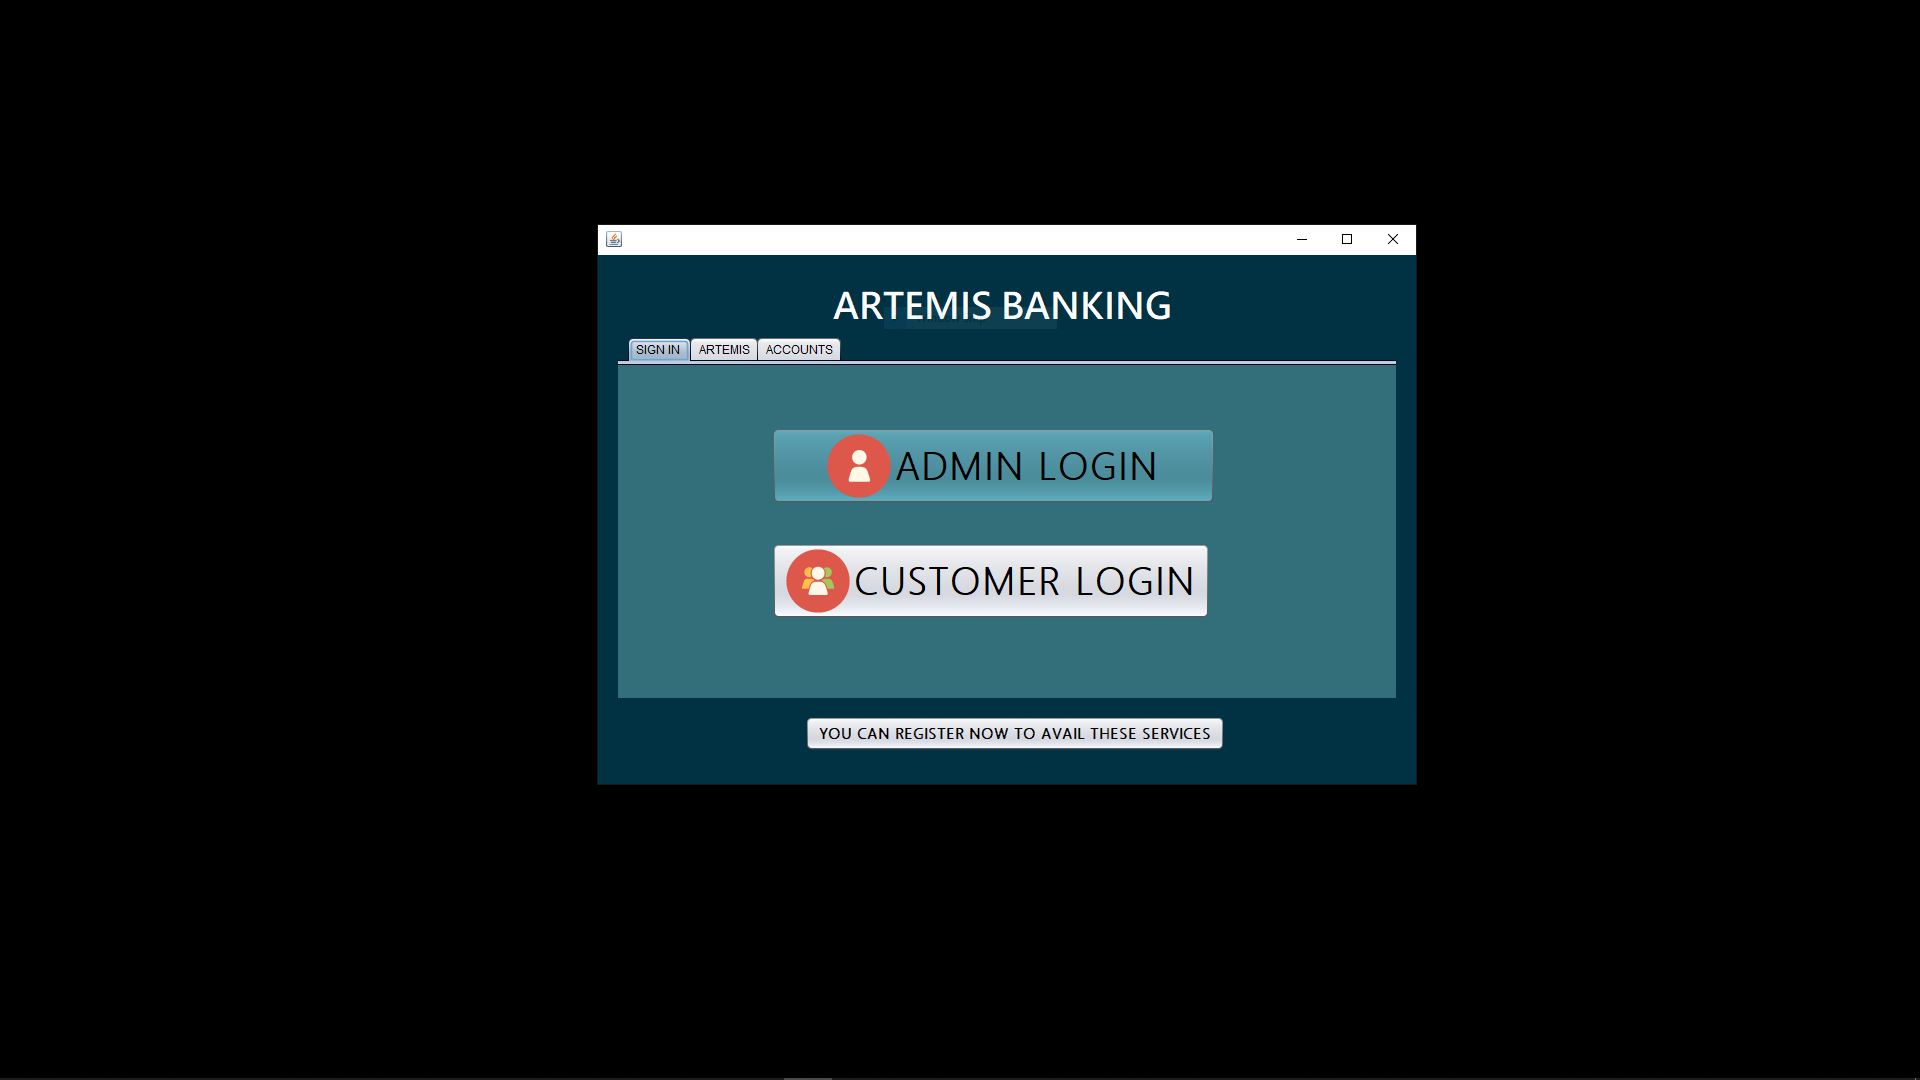 ARTEMIS BANKING
SIGN IN ARTEMIS ACCOUNTS
ADMIN LOGIN
CUSTOMER LOGIN
YOU CAN REGISTER NOW TO AVAIL THESE SERVICES